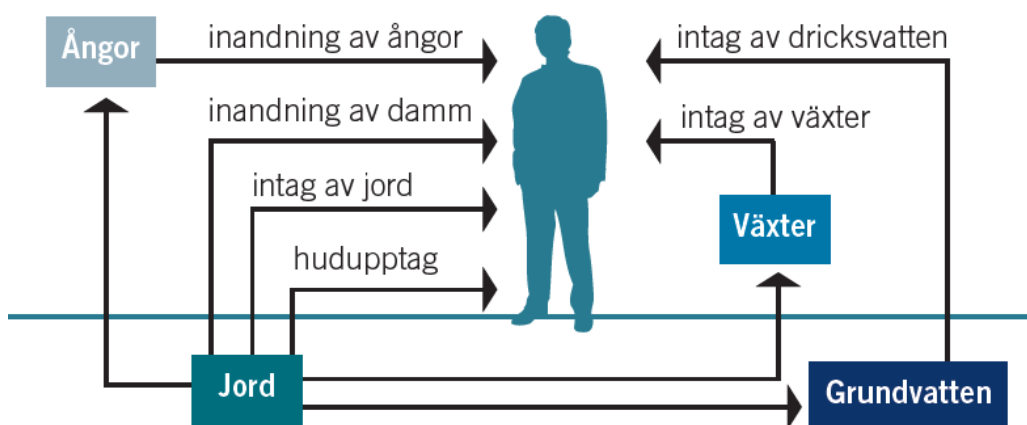 Ångor
inandning av ångor
intag av dricksvatten
inandning av damm
intag av växter
intag av jord
Växter
hudupptag
Jord
Grundvatten